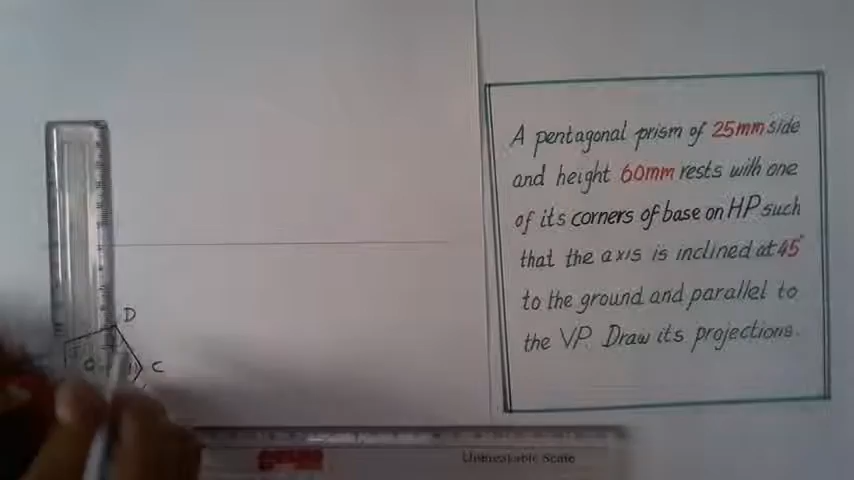 A pentagonal prism of 25mm side
and height 60mm rests with one
of its corners of base on HP such
that the axis is inclined at 45°
to the ground and parallel to
the VP. Draw its projections.
D
C
Unbreakable Scale